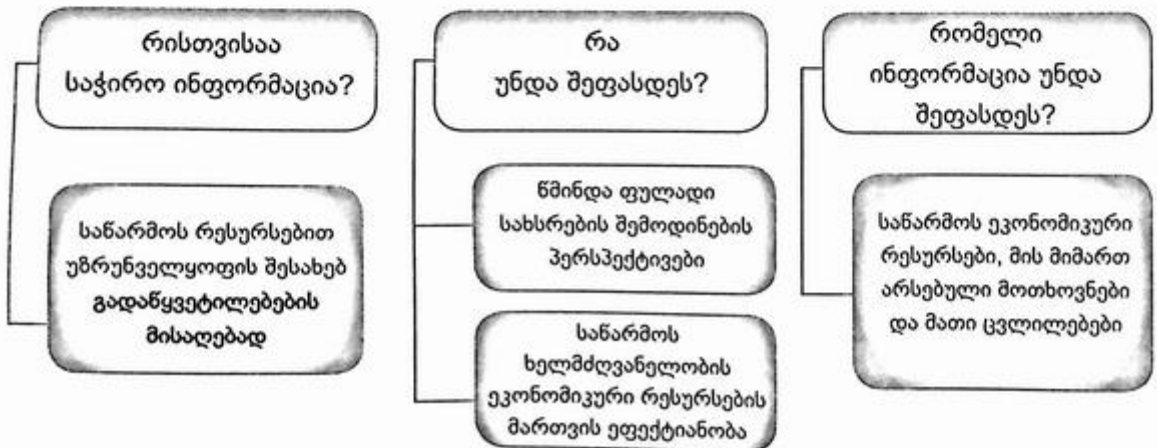 რისთვისაა
საჭირო ინფორმაცია?
საწარმოს რესურსებით
უზრუნველყოფის შესახებ
გადაწყვეტილებების
მისაღებად
რა
უნდა შეფასდეს?
წმინდა ფულადი
სახსრების შემოდინების
პერსპექტივები
საწარმოს
ხელმძღვანელობის
ეკონომიკური რესურსების
მართვის ეფექტიანობა
რომელი
ინფორმაცია უნდა
შეფასდეს?
საწარმოს ეკონომიკური
რესურსები, მის მიმართ
არსებული მოთხოვნები
და მათი ცვლილებები